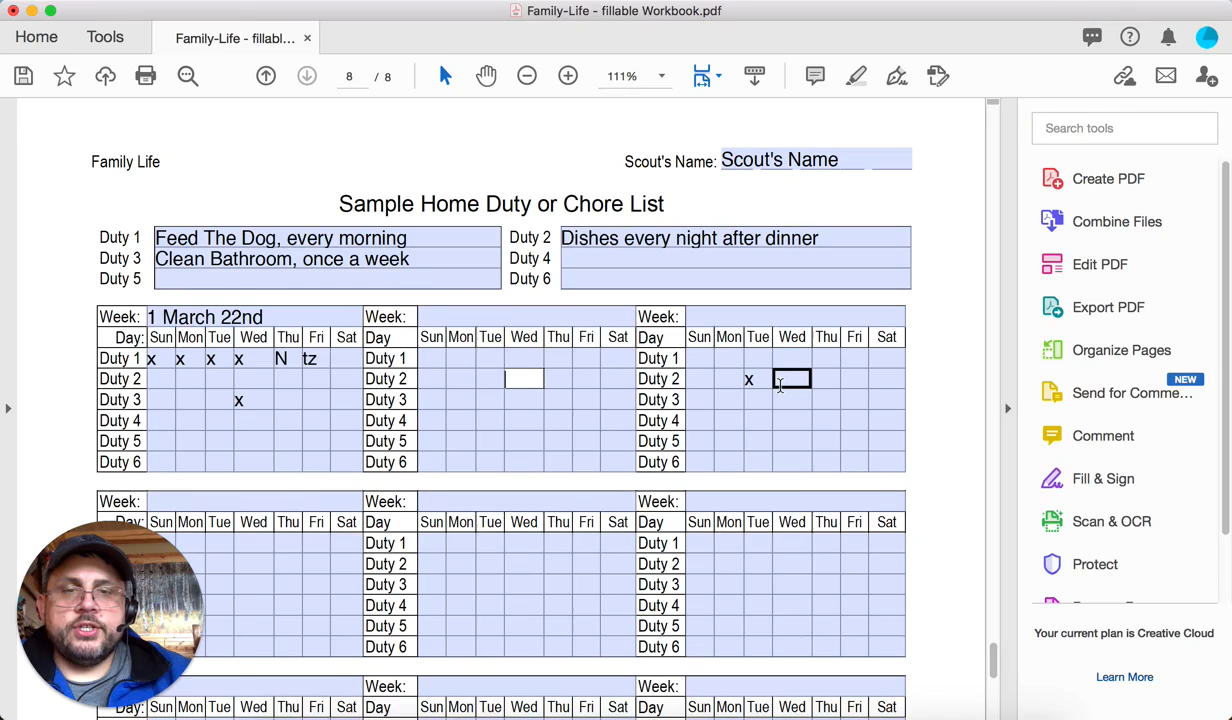 Family-Life - fillable Workbook.pdf
Home Tools Family-Life - fillabl... ×
8 / 8 111%
Search tools
Create PDF
Combine Files
Edit PDF
Export PDF
Organize Pages
NEW
Send for Comme...
Comment
Fill & Sign
Scan & OCR
Protect
Your current plan is Creative Cloud
Learn More
Family Life Scout's Name: Scout's Name
Sample Home Duty or Chore List
Duty 1 Feed The Dog, every morning Duty 2 Dishes every night after dinner
Duty 3 Clean Bathroom, once a week Duty 4
Duty 5 Duty 6
Week: 1 March 22nd Week: Week:
Day: Sun Mon Tue Wed Thu Fri Sat Day Sun Mon Tue Wed Thu Fri Sat Day Sun Mon Tue Wed Thu Fri Sat
Duty 1 x x x x N tz Duty 1 Duty 1
Duty 2 Duty 2 Duty 2 x
Duty 3 x Duty 3 Duty 3
Duty 4 Duty 4 Duty 4
Duty 5 Duty 5 Duty 5
Duty 6 Duty 6 Duty 6
Week: Week: Week:
Day: Sun Mon Tue Wed Thu Fri Sat Day Sun Mon Tue Wed Thu Fri Sat Day Sun Mon Tue Wed Thu Fri Sat
Duty 1 Duty 1
Duty 2 Duty 2
Duty 3 Duty 3
Duty 4 Duty 4
Duty 5 Duty 5
Duty 6 Duty 6
Week: Week:
Sun Mon Tue Wed Thu Fri Sat Day Sun Mon Tue Wed Thu Fri Sat Day Sun Mon Tue Wed Thu Fri Sat